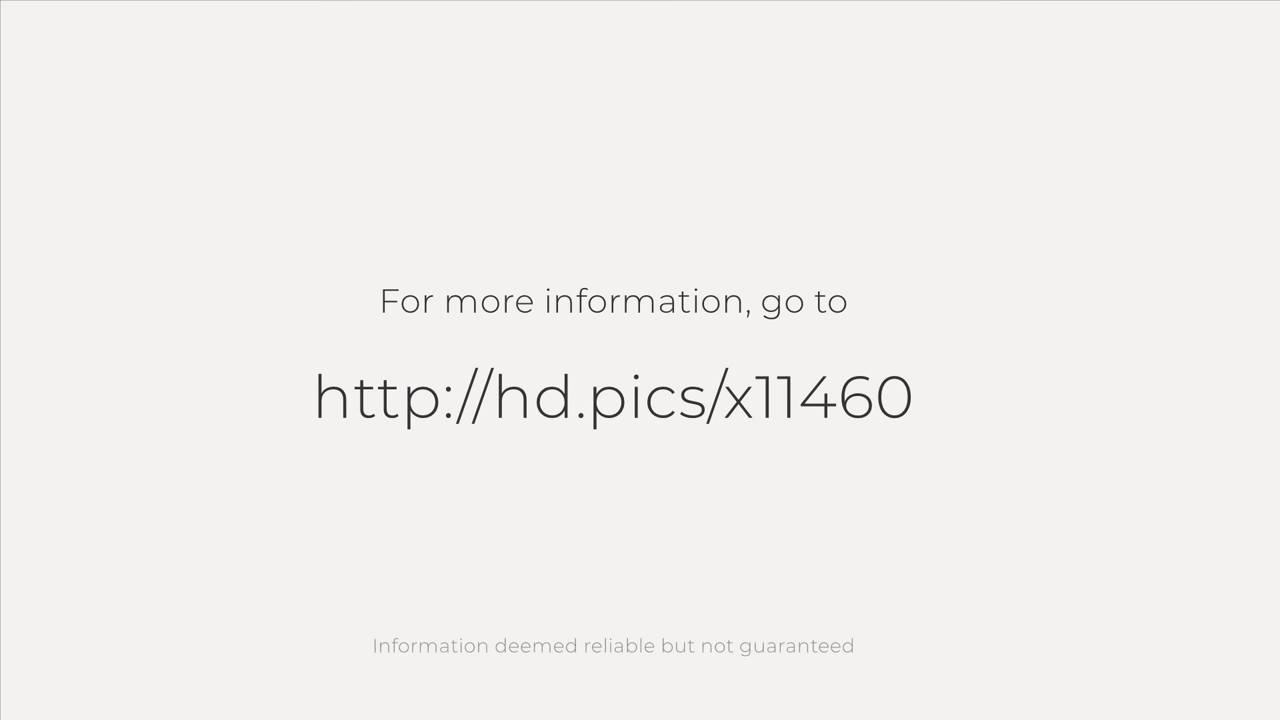 For more information, go to
http://hd.pics/x11460
Information deemed reliable but not guaranteed